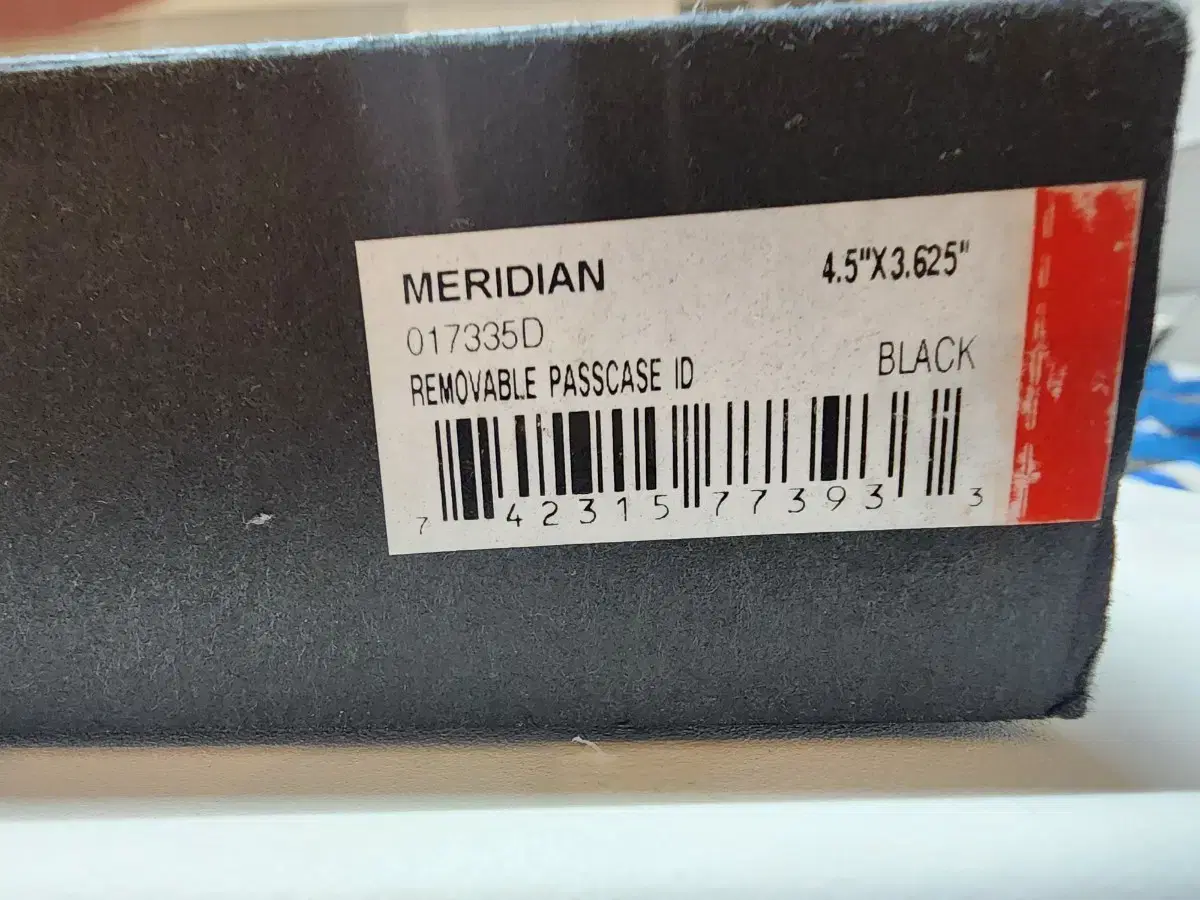 MERIDIAN 4.5"X3.625"
017335D
REMOVABLE PASSCASE ID BLACK
7 42315 77393 3